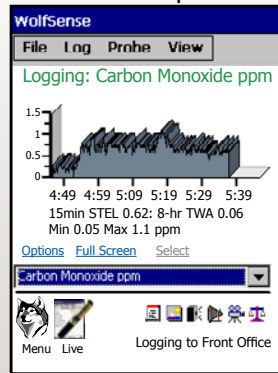 WolfSense
File Log Probe View
Logging: Carbon Monoxide ppm
1.5
1
0.5
0
4:49 4:59 5:09 5:19 5:29 5:39
15min STEL 0.62: 8-hr TWA 0.06
Min 0.05 Max 1.1 ppm
Options Full Screen Select
Carbon Monoxide ppm
Menu Live Logging to Front Office